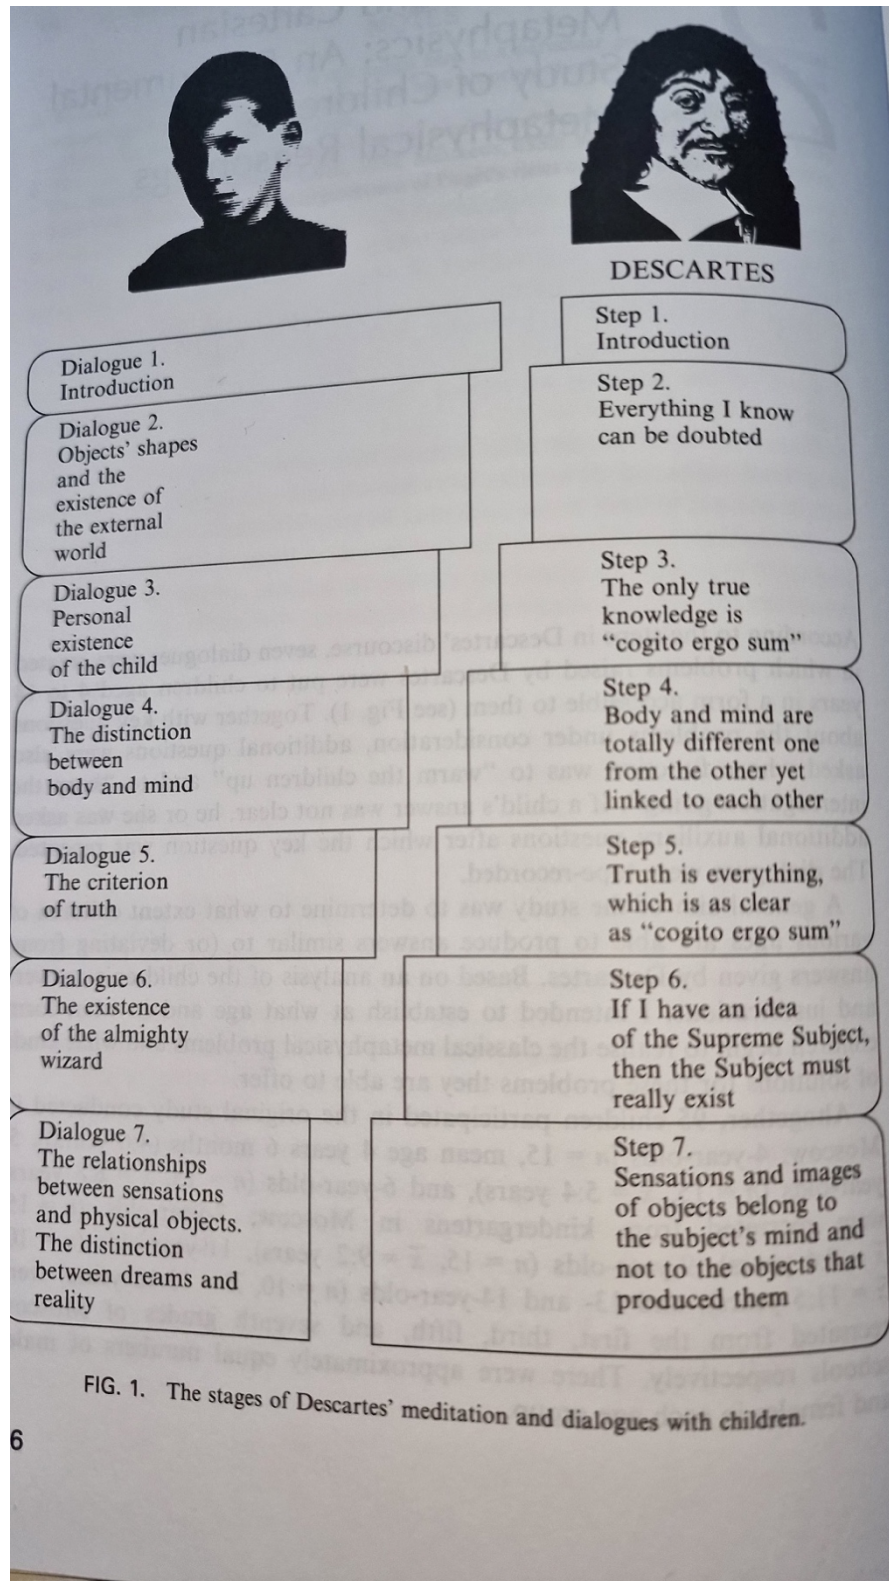 DESCARTES
Dialogue 1.
Introduction
Dialogue 2.
Objects' shapes
and the
existence of
the external
world
Dialogue 3.
Personal
existence
of the child
Dialogue 4.
The distinction
between
body and mind
Dialogue 5.
The criterion
of truth
Dialogue 6.
The existence
of the almighty
wizard
Dialogue 7.
The relationships
between sensations
and physical objects.
The distinction
between dreams and
reality
Step 1.
Introduction
Step 2.
Everything I know
can be doubted
Step 3.
The only true
knowledge is
“cogito ergo sum”
Step 4.
Body and mind are
totally different one
from the other yet
linked to each other
Step 5.
Truth is everything,
which is as clear
as “cogito ergo sum”
Step 6.
If I have an idea
of the Supreme Subject,
then the Subject must
really exist
Step 7.
Sensations and images
of objects belong to
the subject's mind and
not to the objects that
produced them
FIG. 1. The stages of Descartes' meditation and dialogues with children.
6